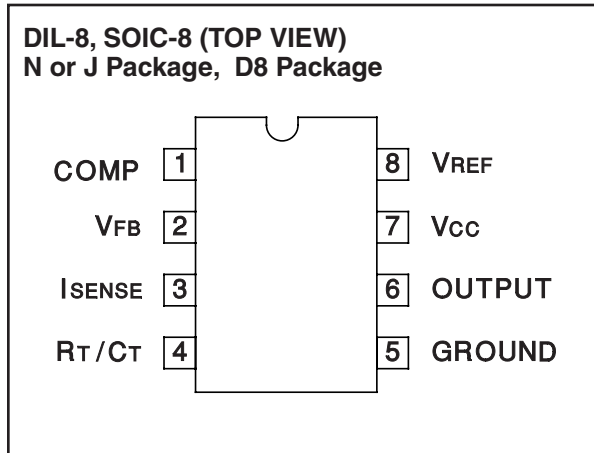 DIL-8, SOIC-8 (TOP VIEW)
N or J Package, D8 Package
COMP 1 8 VREF
VFB 2 7 VCC
ISENSE 3 6 OUTPUT
RT/CT 4 5 GROUND